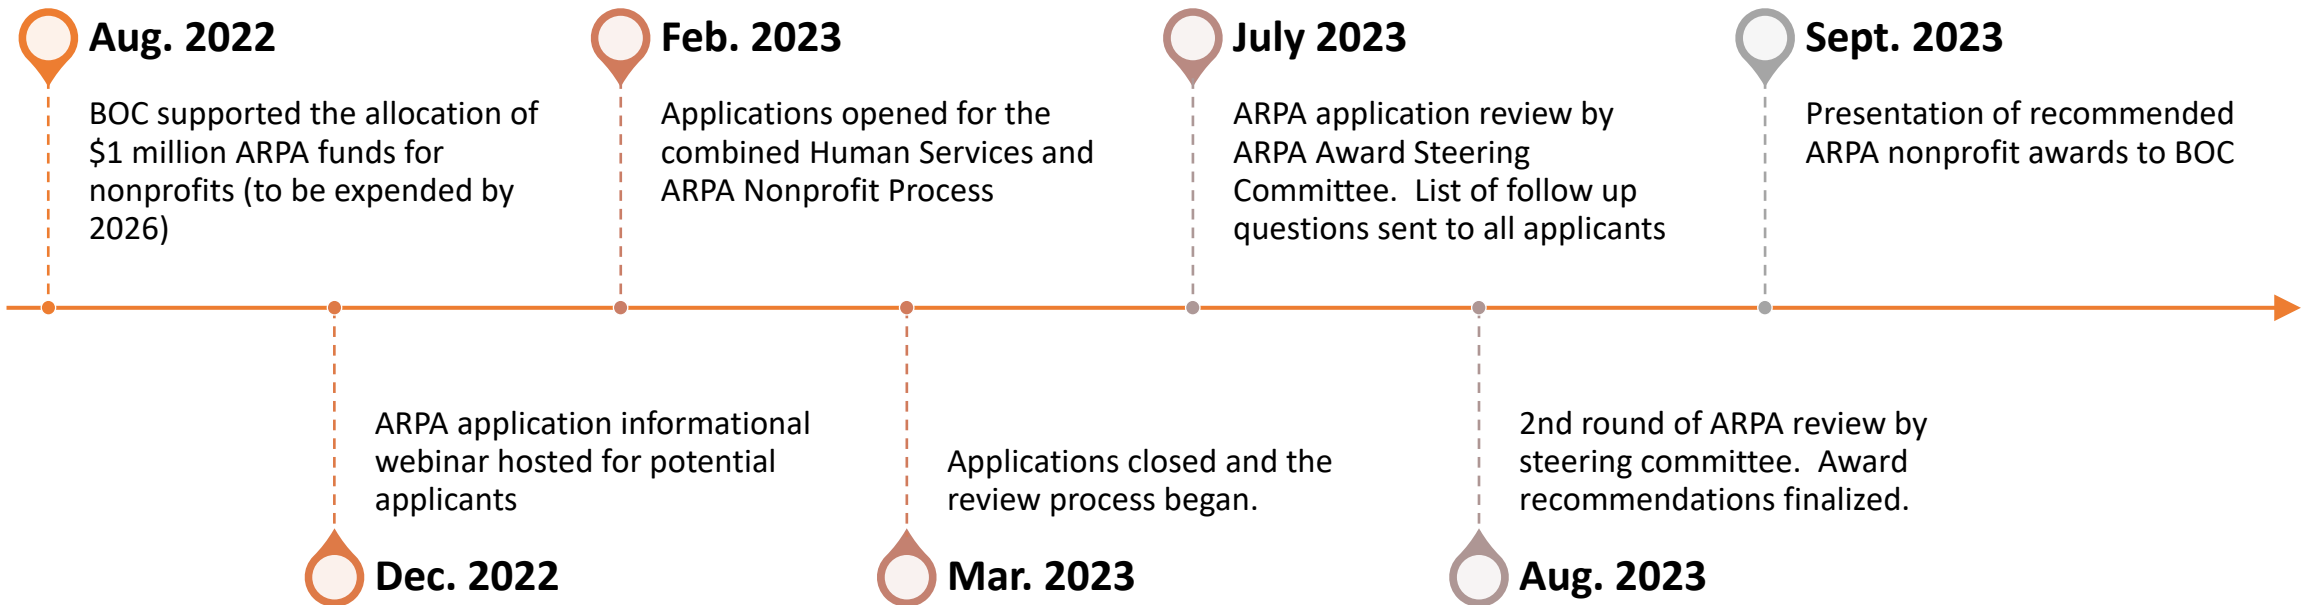 Aug. 2022
BOC supported the allocation of
$1 million ARPA funds for
nonprofits (to be expended by
2026)
Dec. 2022
ARPA application informational
webinar hosted for potential
applicants
Feb. 2023
Applications opened for the
combined Human Services and
ARPA Nonprofit Process
Mar. 2023
Applications closed and the
review process began.
July 2023
ARPA application review by
ARPA Award Steering
Committee.  List of follow up
questions sent to all applicants
Aug. 2023
2nd round of ARPA review by
steering committee.  Award
recommendations finalized.
Sept. 2023
Presentation of recommended
ARPA nonprofit awards to BOC